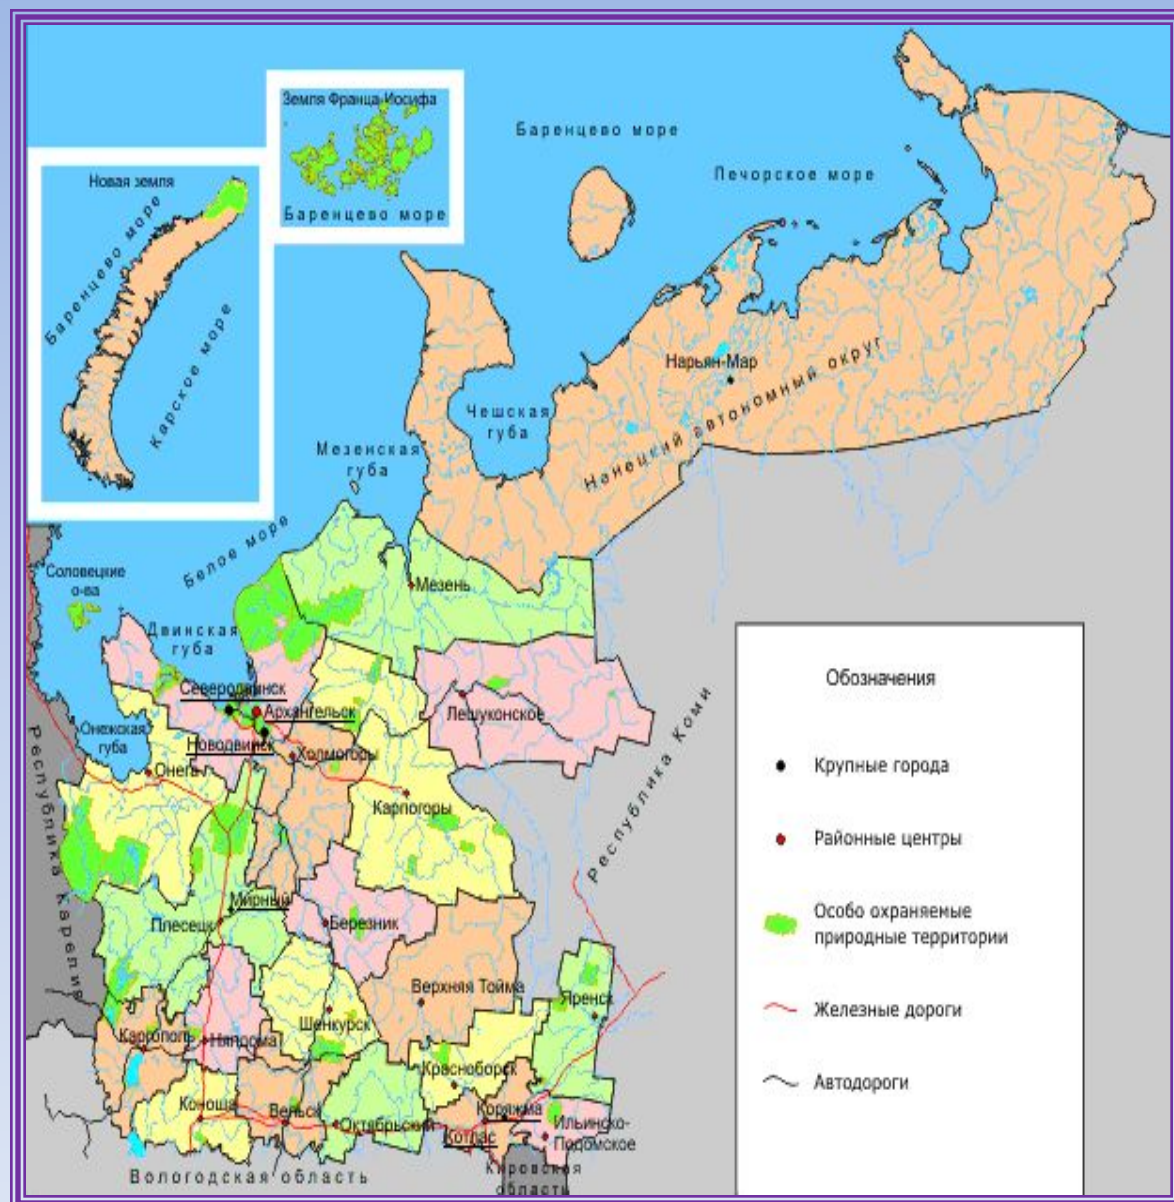 Земля Франца-Иосифа
Баренцево море
Новая земля
Баренцево море
Карское море
Баренцево море
Печорское море
Нарьян-Мар
Нанецкий автономный округ
Чешская
губа
Мезенская
губа
Белое море
Соловецкие
о-ва
Мезень
Двинская
губа
Северодвинск
Архангельск
Новодвинск
Холмогоры
Лешуконское
Онежская
губа
Онега г.
Карпогоры
Республика Коми
Республика Карелия
Мирный
Плесецк
Березник
Верхняя Тойма
Яренск
Шенкурск
Каргополь
Няндома
Красноборск
Коноша
Вельск
Октябрьский
Коряжма
Котлас
Ильинско-
Подомское
Вологодская область
Кировская
область
Обозначения
Крупные города
Районные центры
Особо охраняемые
природные территории
Железные дороги
Автодороги